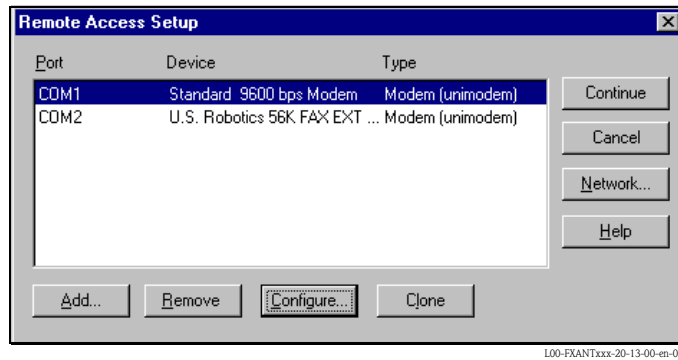 Remote Access Setup
Port Device Type
COM1 Standard 9600 bps Modem Modem (unimodem)
COM2 U.S. Robotics 56K FAX EXT ... Modem (unimodem)
Continue
Cancel
Network...
Help
Add... Remove Configure... Clone
L00-FXANTxxx-20-13-00-en-0